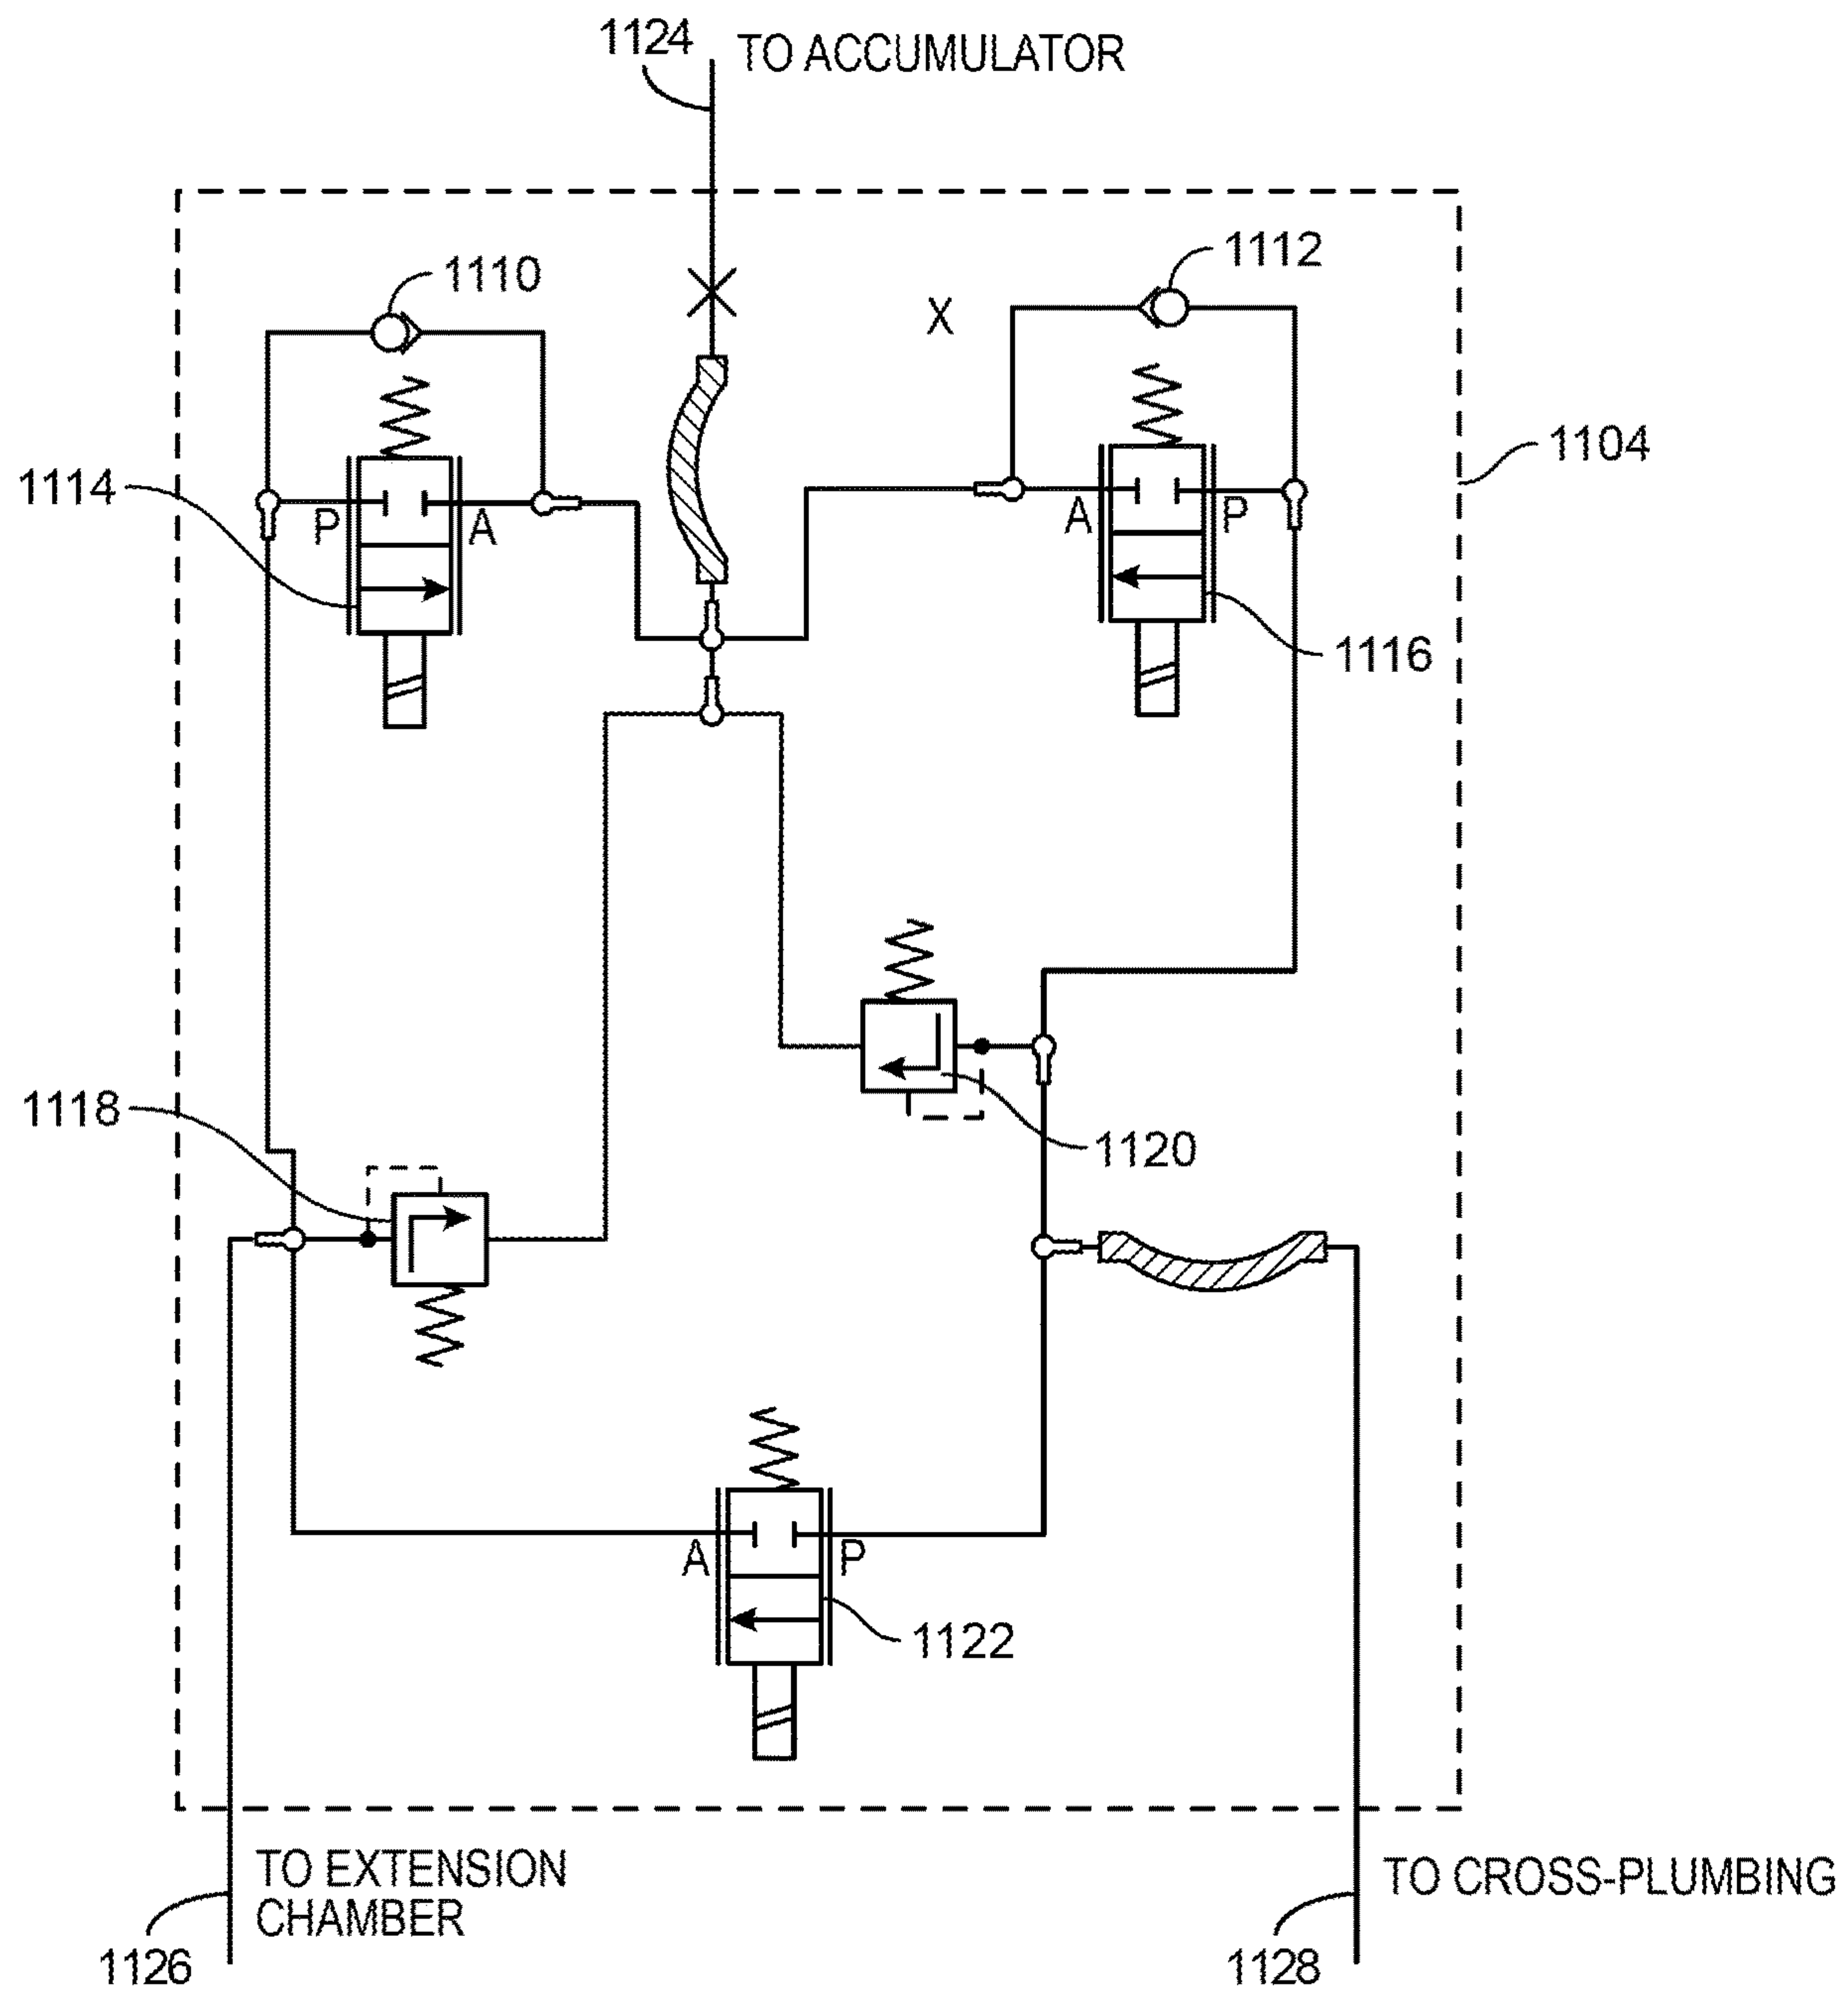 1124
TO ACCUMULATOR
1110
1112
X
1104
1114
P
A
A
P
1116
1118
1120
A
P
1122
TO EXTENSION
CHAMBER
TO CROSS-PLUMBING
1126
1128